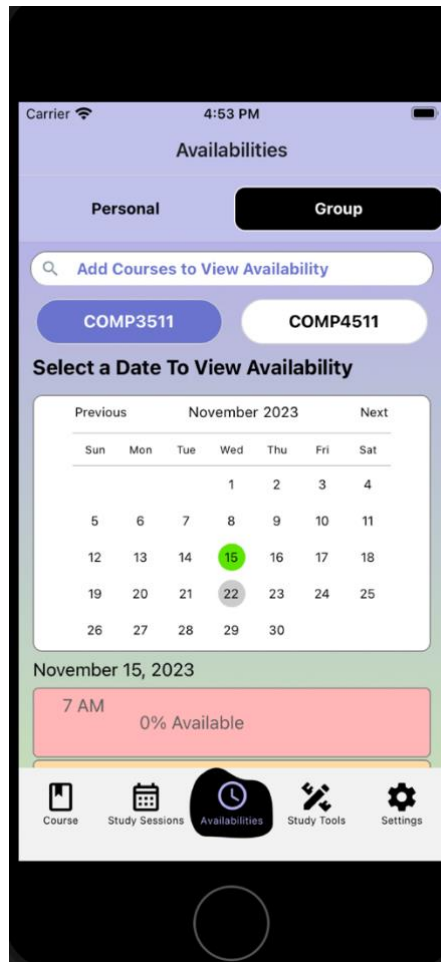 Carrier 4:53 PM
Availabilities
Personal Group
Add Courses to View Availability
COMP3511 COMP4511
Select a Date To View Availability
Previous November 2023 Next
Sun Mon Tue Wed Thu Fri Sat
1 2 3 4
5 6 7 8 9 10 11
12 13 14 15 16 17 18
19 20 21 22 23 24 25
26 27 28 29 30
November 15, 2023
7 AM
0% Available
Course Study Sessions Availabilities Study Tools Settings